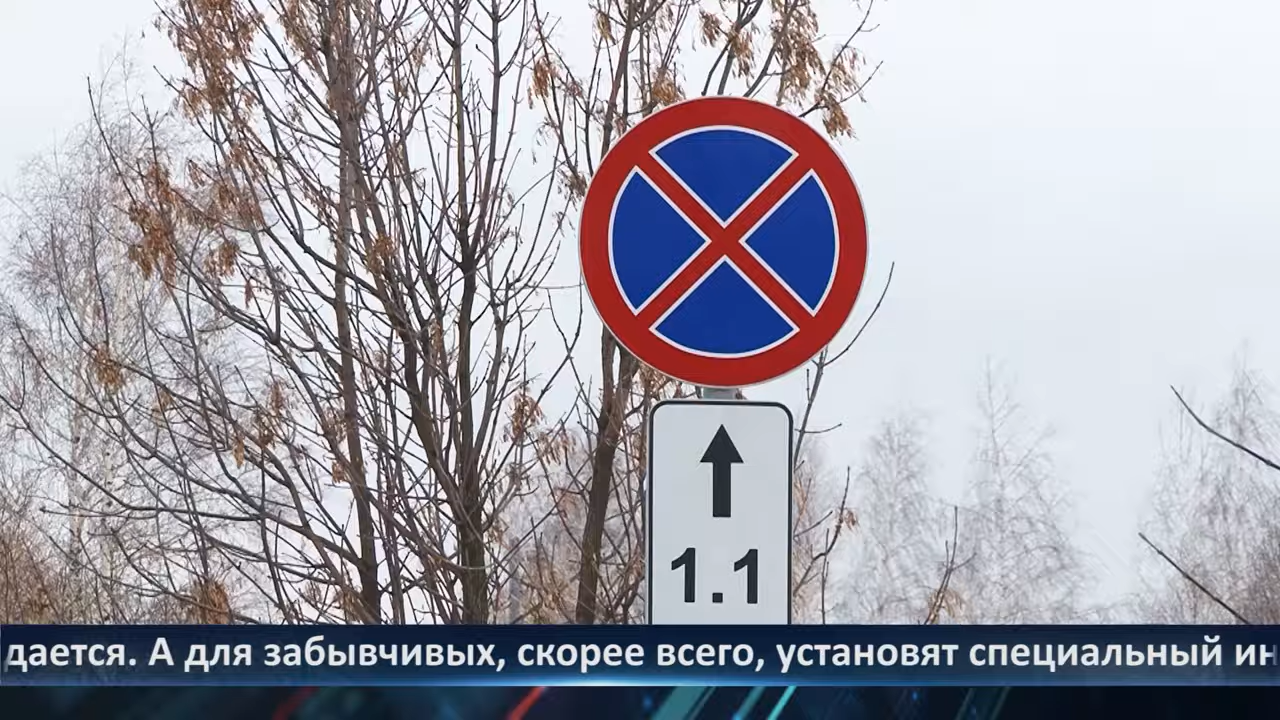 1.1
дается. А для забывчивых, скорее всего, установят специальный ин